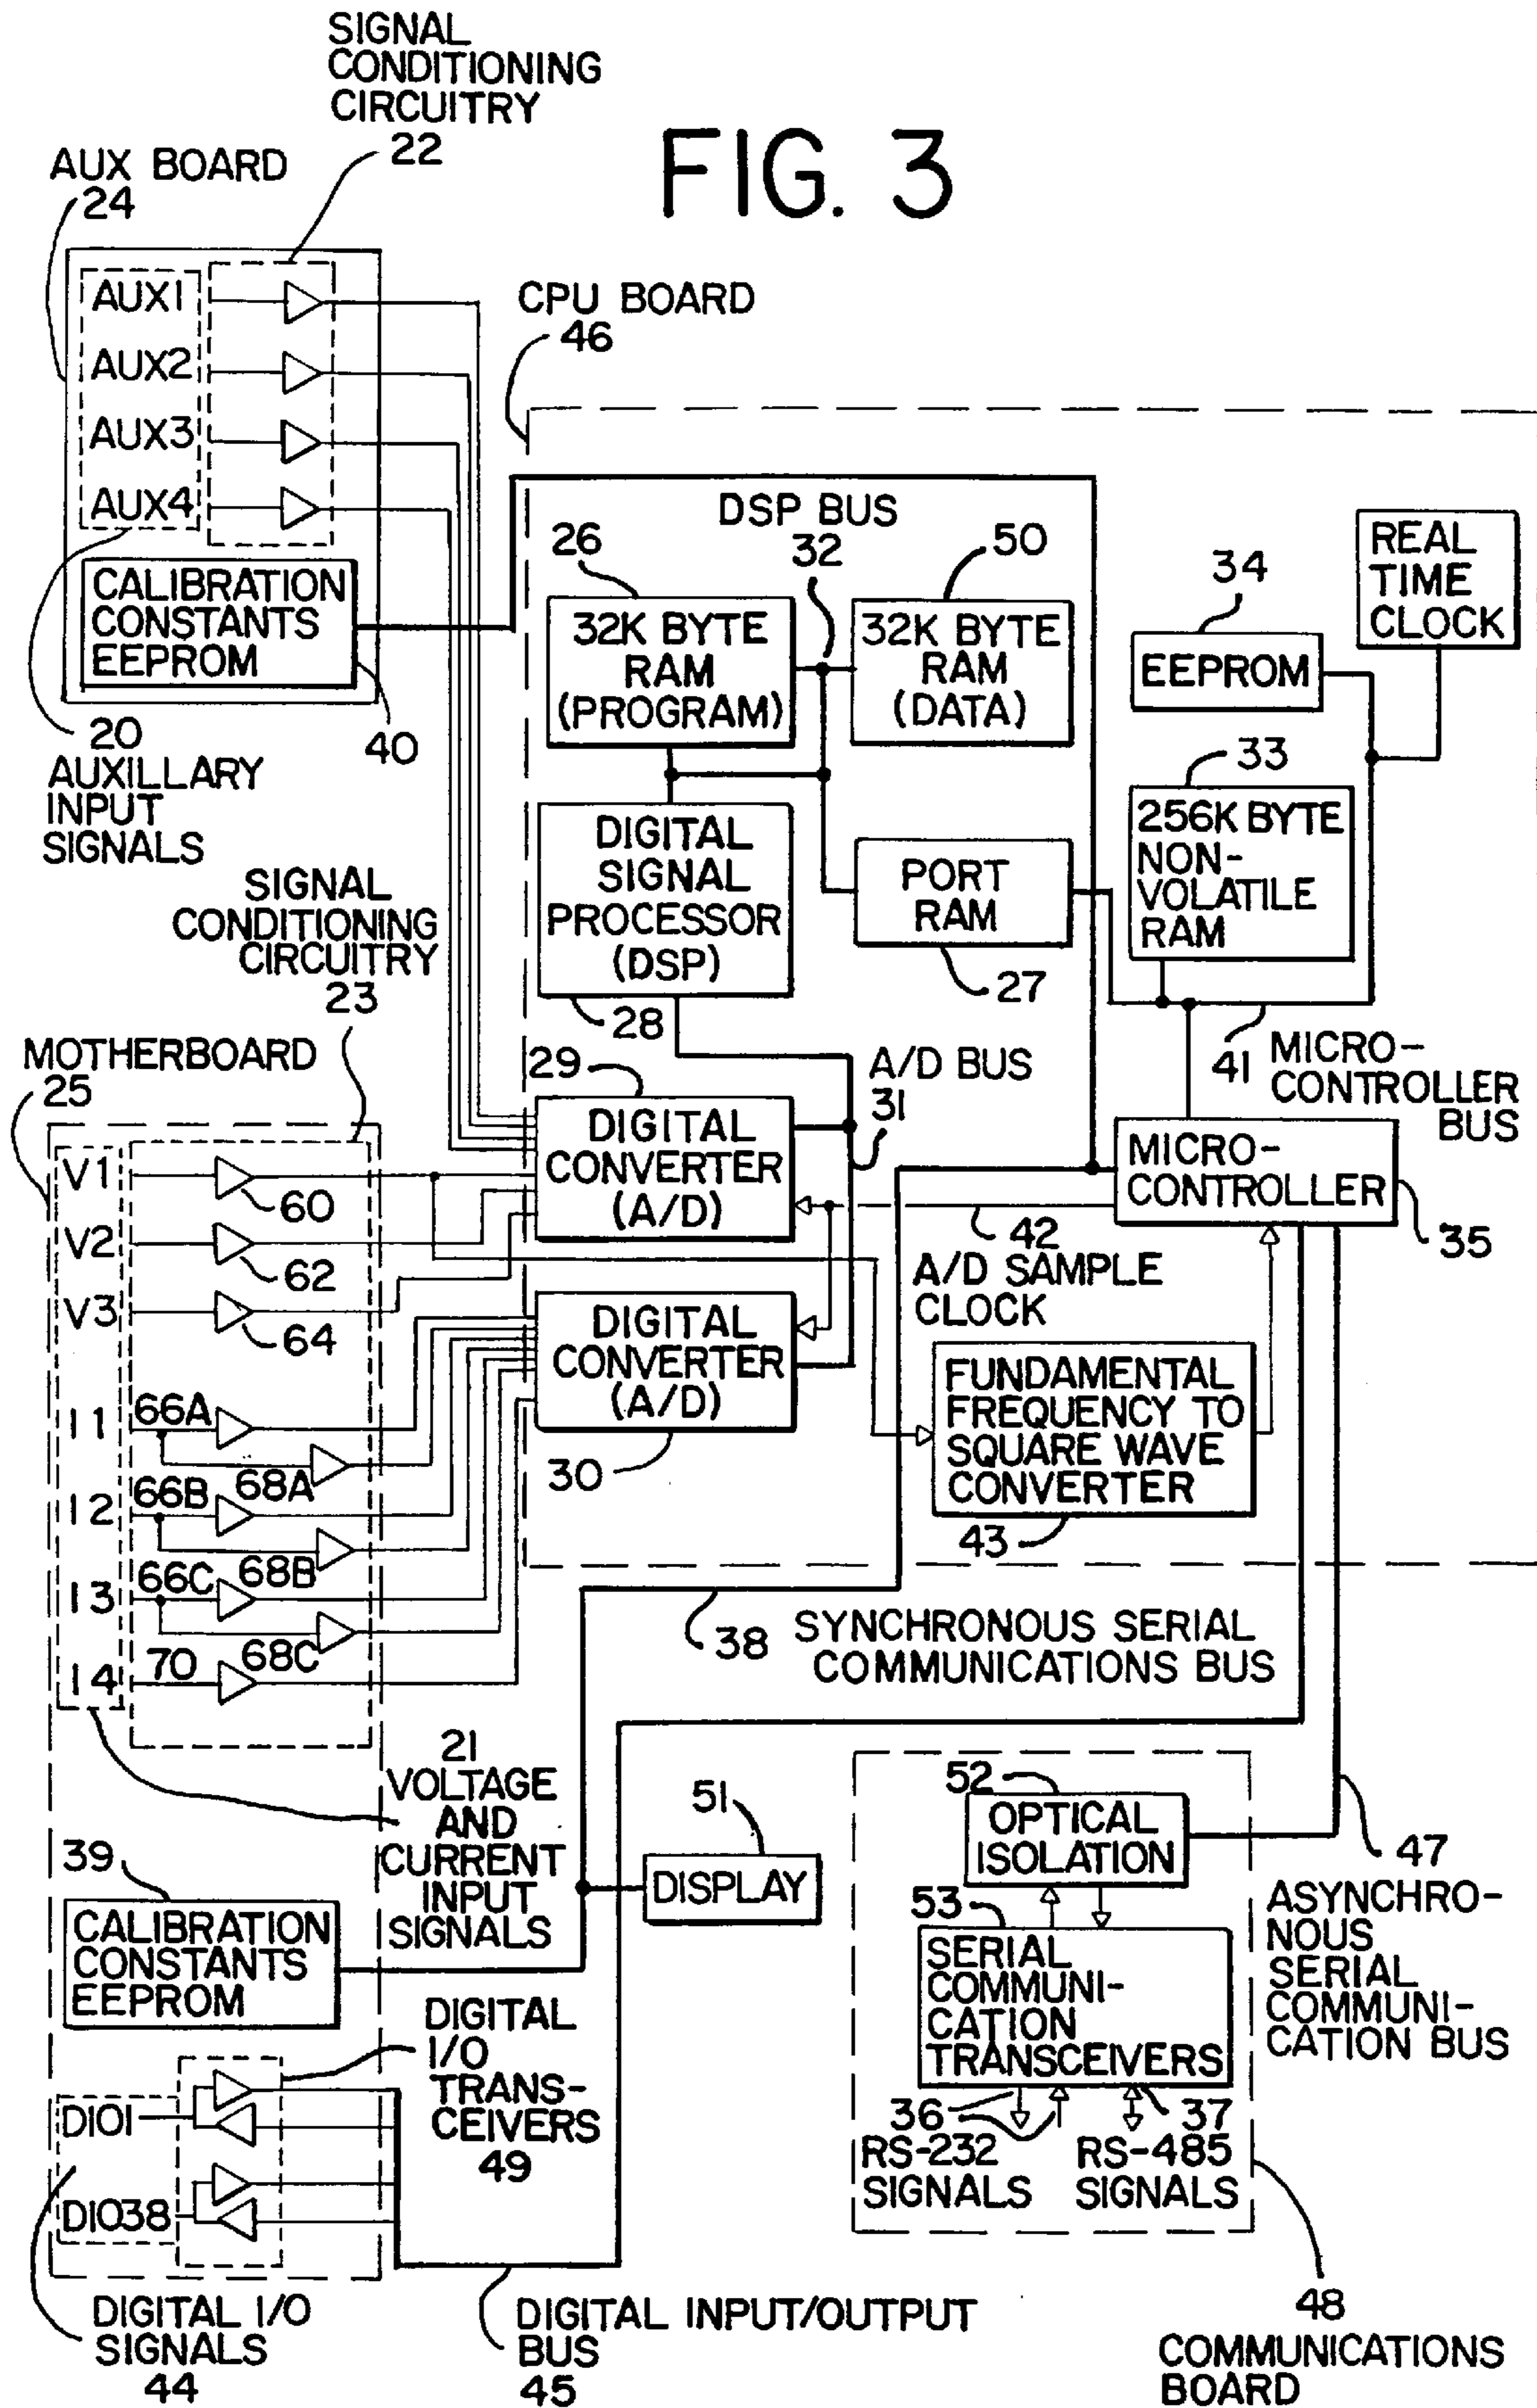 FIG. 3
SIGNAL
CONDITIONING
CIRCUITRY
22
AUX BOARD
24
AUX1
AUX2
AUX3
AUX4
CALIBRATION
CONSTANTS
EEPROM
20
AUXILLARY
INPUT
SIGNALS
40
CPU BOARD
46
DSP BUS
32
26
32K BYTE
RAM
(PROGRAM)
50
32K BYTE
RAM
(DATA)
34
EEPROM
REAL
TIME
CLOCK
33
256K BYTE
NON-
VOLATILE
RAM
DIGITAL
SIGNAL
PROCESSOR
(DSP)
28
PORT
RAM
27
41
MICRO-
CONTROLLER
BUS
SIGNAL
CONDITIONING
CIRCUITRY
23
MOTHERBOARD
25
V1
60
V2
62
V3
64
I1
66A
68A
I2
66B
68B
I3
66C
68C
I4
70
29
DIGITAL
CONVERTER
(A/D)
A/D BUS
31
DIGITAL
CONVERTER
(A/D)
30
MICRO-
CONTROLLER
35
42
A/D SAMPLE
CLOCK
FUNDAMENTAL
FREQUENCY TO
SQUARE WAVE
CONVERTER
43
38
SYNCHRONOUS SERIAL
COMMUNICATIONS BUS
21
VOLTAGE
AND
CURRENT
INPUT
SIGNALS
51
DISPLAY
39
CALIBRATION
CONSTANTS
EEPROM
52
OPTICAL
ISOLATION
53
SERIAL
COMMUNI-
CATION
TRANSCEIVERS
36
RS-232
SIGNALS
37
RS-485
SIGNALS
47
ASYNCHRO-
NOUS
SERIAL
COMMUNI-
CATION BUS
DIGITAL
I/O
TRANS-
CEIVERS
49
DIO1
DIO38
DIGITAL I/O
SIGNALS
44
DIGITAL INPUT/OUTPUT
BUS
45
48
COMMUNICATIONS
BOARD